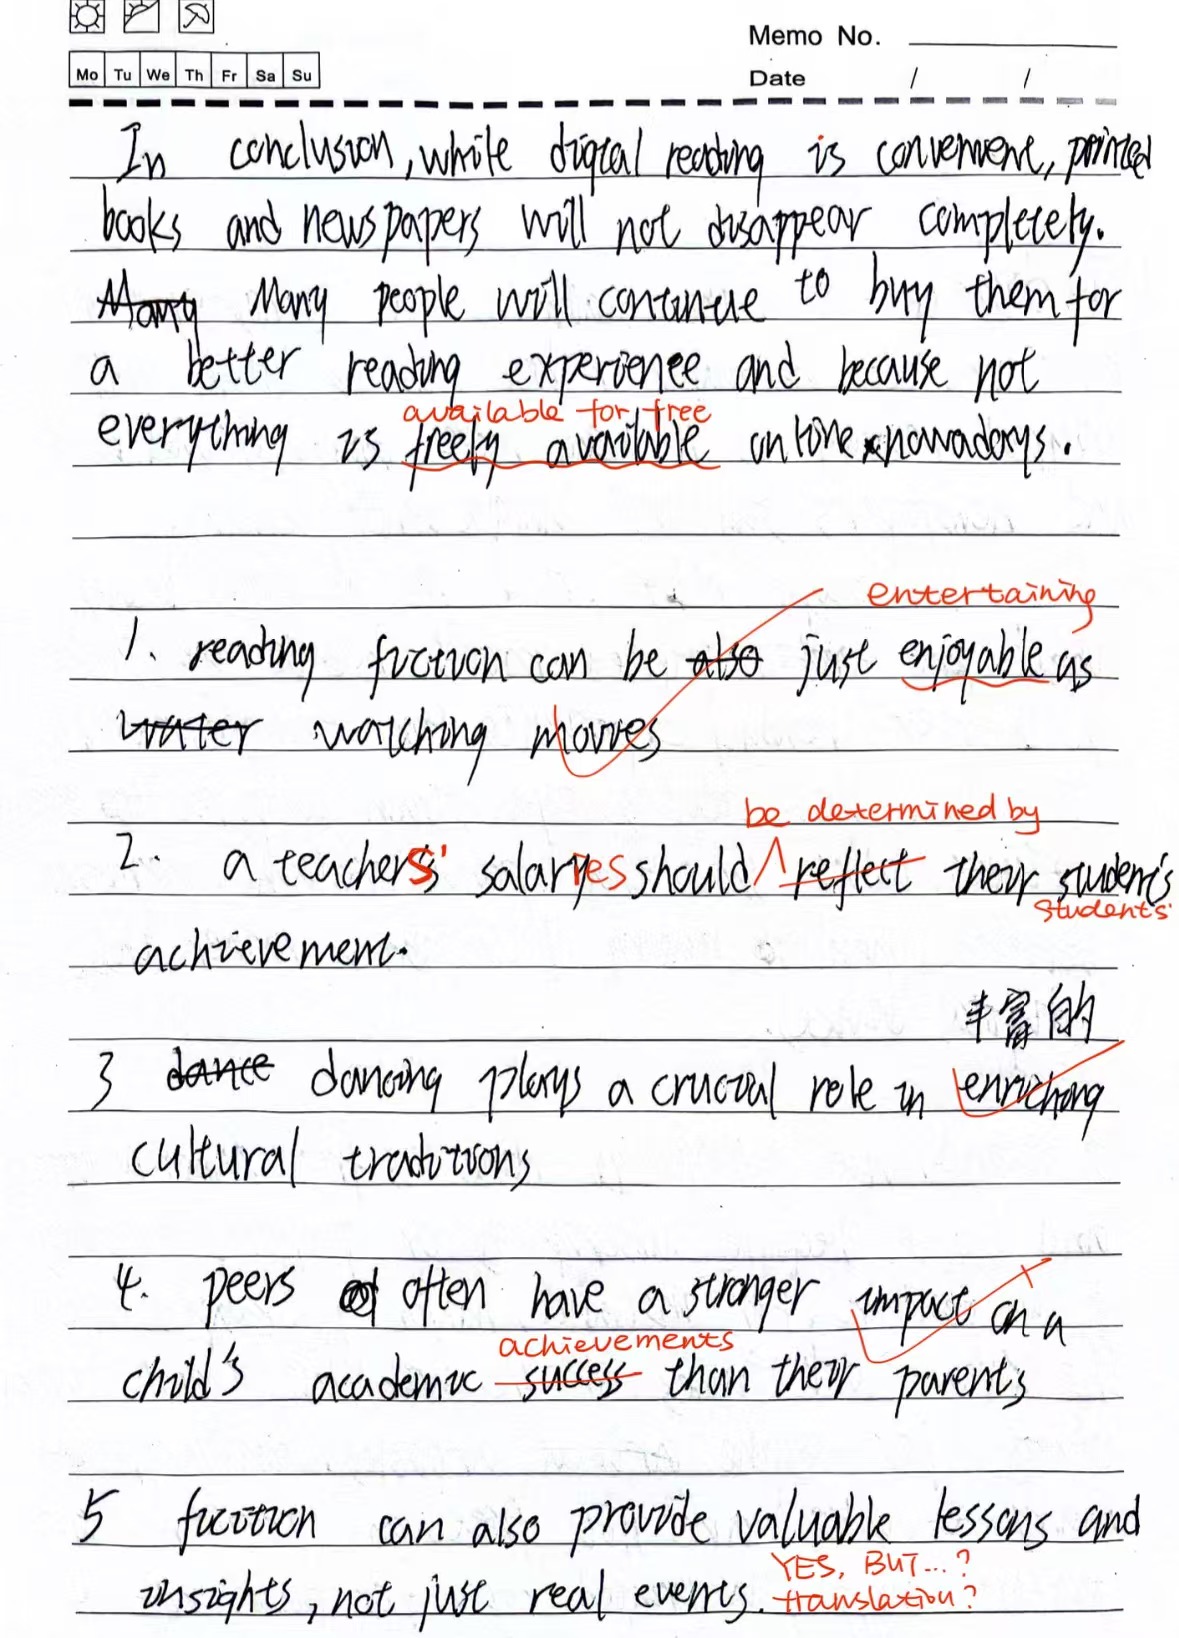 Memo No.
Mo Tu We Th Fr Sa Su
Date / /
In conclusion, while digital reading is convenient, printed
books and newspapers will not disappear completely.
Many Many people will continue to buy them for
a better reading experience and because not
available for free
everything is freely available online nowadays.
entertaining
1. reading fiction can be also just enjoyable as
water watching movies
be determined by
2. a teachers' salaries should reflect their student's
students'
achievement.
丰富的
3 dance dancing plays a crucial role in enriching
cultural traditions
4. peers often have a stronger impact on a
achievements
child's academic success than their parents
5 fiction can also provide valuable lessons and
YES, BUT...?
insights, not just real events. translation?